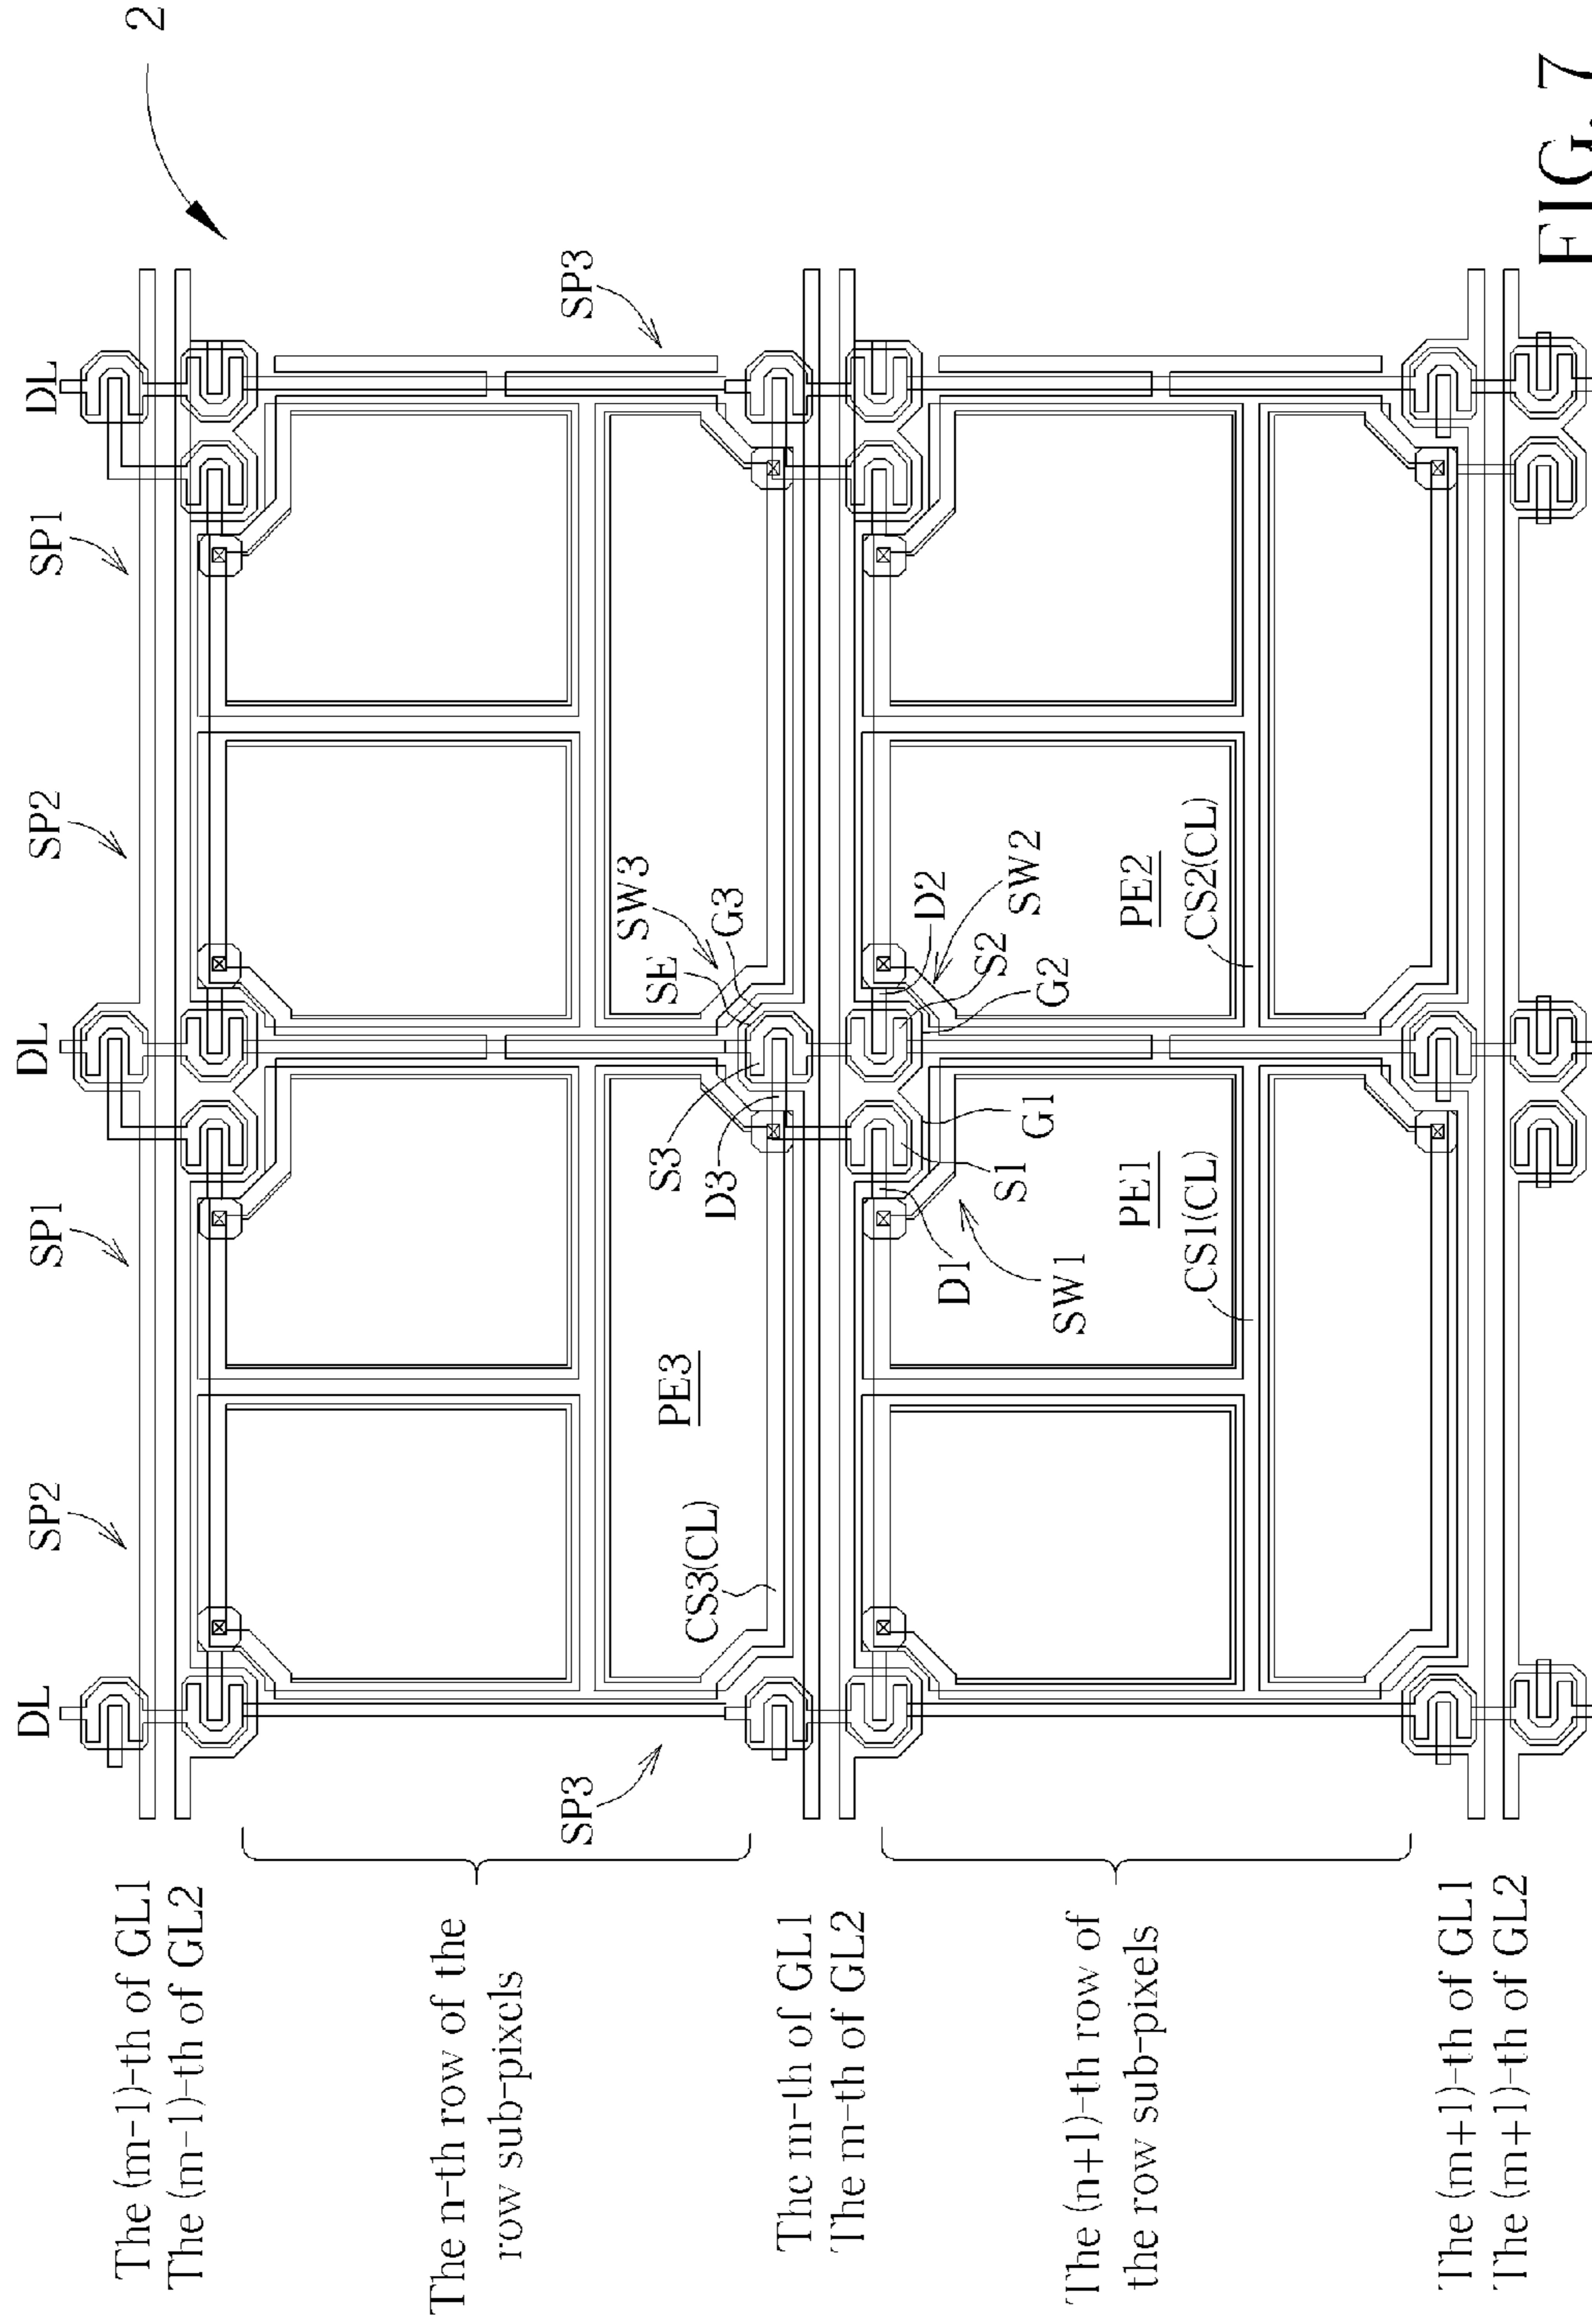 2
DL
DL
DL
SP2
SP1
SP2
SP1
The (m-1)-th of GL1
The (m-1)-th of GL2
The n-th row of the
row sub-pixels
SP3
SP3
CS3(CL)
PE3
S3
D3
SE
SW3
G3
The m-th of GL1
The m-th of GL2
The (n+1)-th row of
the row sub-pixels
D1
SW1
S1
G1
D2
S2
SW2
G2
PE1
PE2
CS1(CL)
CS2(CL)
The (m+1)-th of GL1
The (m+1)-th of GL2
FIG. 7